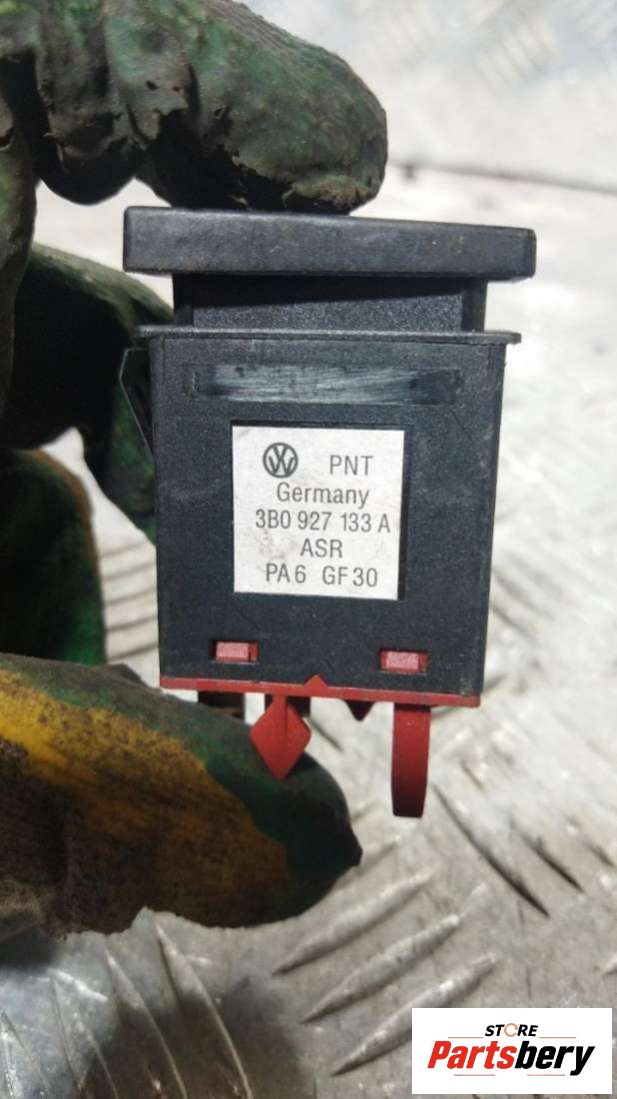 PNT
Germany
3B0 927 133 A
ASR
PA6 GF30
STORE
Partsbery